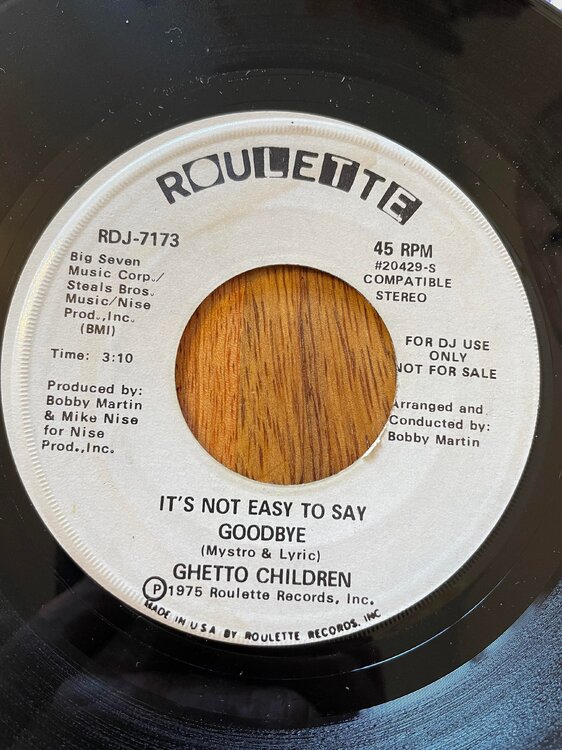 ROULETTE
RDJ-7173
Big Seven
Music Corp./
Steals Bros.
Music/Nise
Prod.,Inc.
(BMI)
Time: 3:10
Produced by:
Bobby Martin
& Mike Nise
for Nise
Prod.,Inc.
45 RPM
#20429-S
COMPATIBLE
STEREO
FOR DJ USE
ONLY
NOT FOR SALE
Arranged and
Conducted by:
Bobby Martin
IT'S NOT EASY TO SAY
GOODBYE
(Mystro & Lyric)
GHETTO CHILDREN
Ⓟ1975 Roulette Records, Inc.
MADE IN U.S.A. BY ROULETTE RECORDS, INC